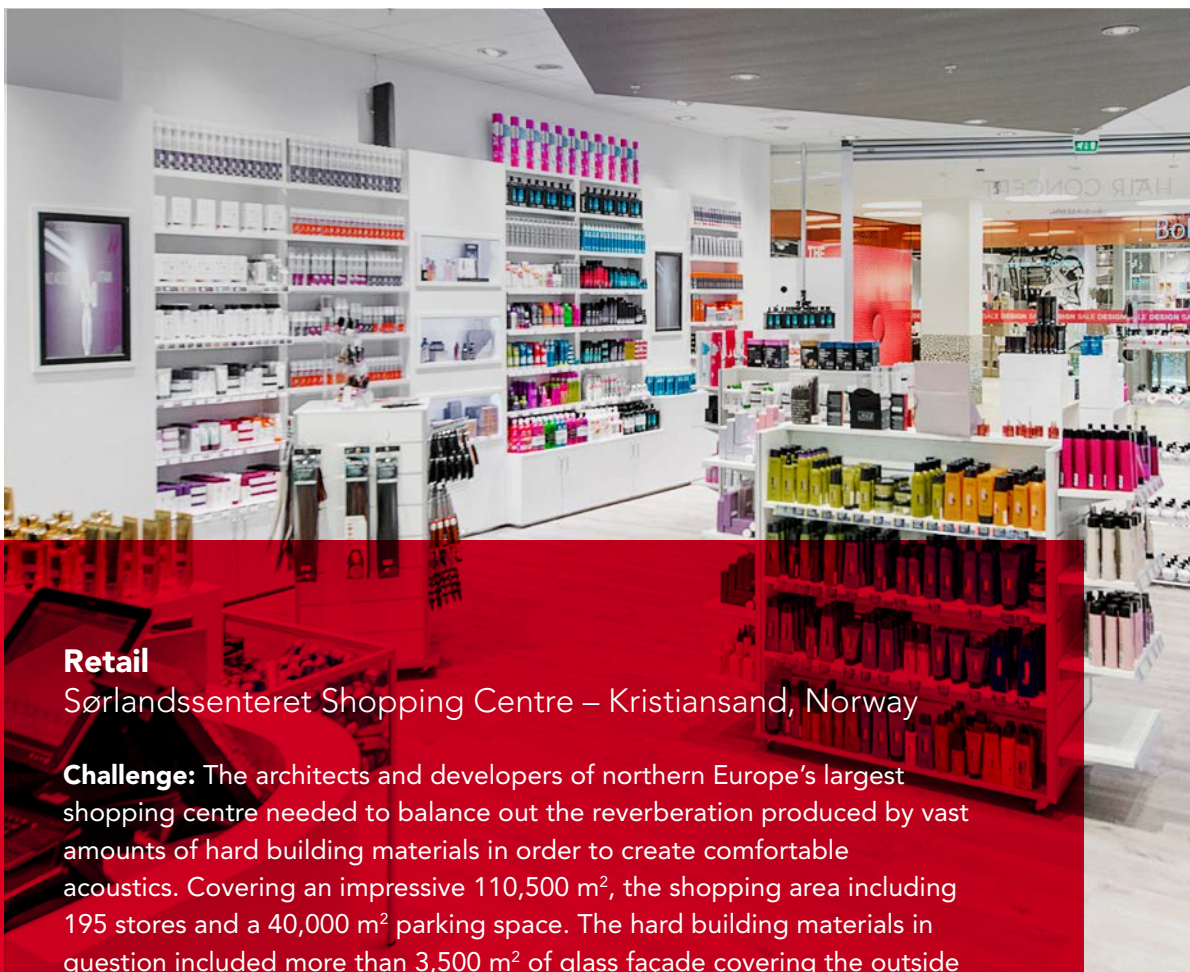 HAIR CONCEPT
Retail
Sørlandssenteret Shopping Centre – Kristiansand, Norway
Challenge: The architects and developers of northern Europe’s largest
shopping centre needed to balance out the reverberation produced by vast
amounts of hard building materials in order to create comfortable
acoustics. Covering an impressive 110,500 m², the shopping area including
195 stores and a 40,000 m² parking space. The hard building materials in
question included more than 3,500 m² of glass façade covering the outside